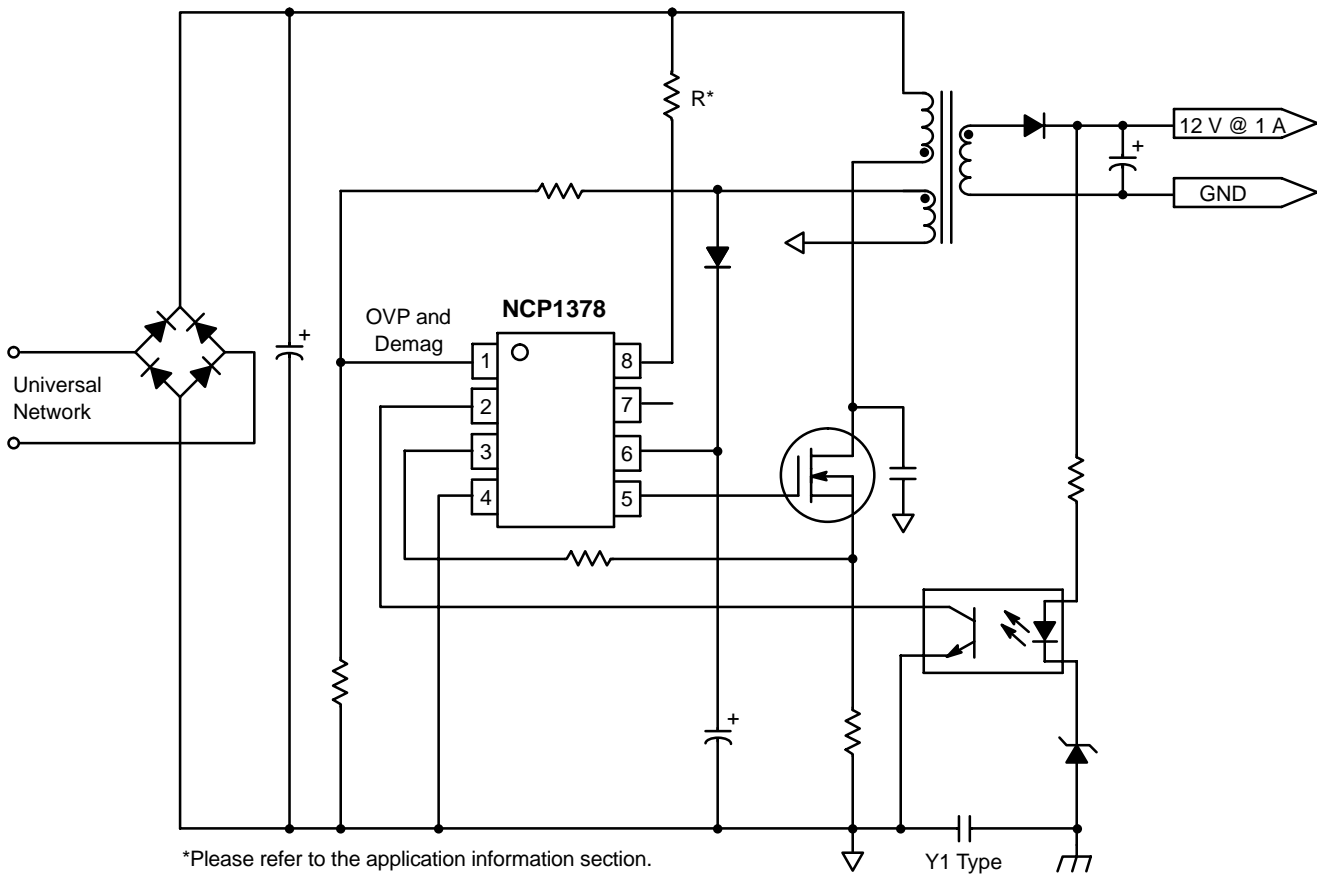 R*
12 V @ 1 A
+
GND
NCP1378
OVP and
Demag
+
1
8
Universal
Network
2
7
3
6
4
5
+
*Please refer to the application information section.
Y1 Type